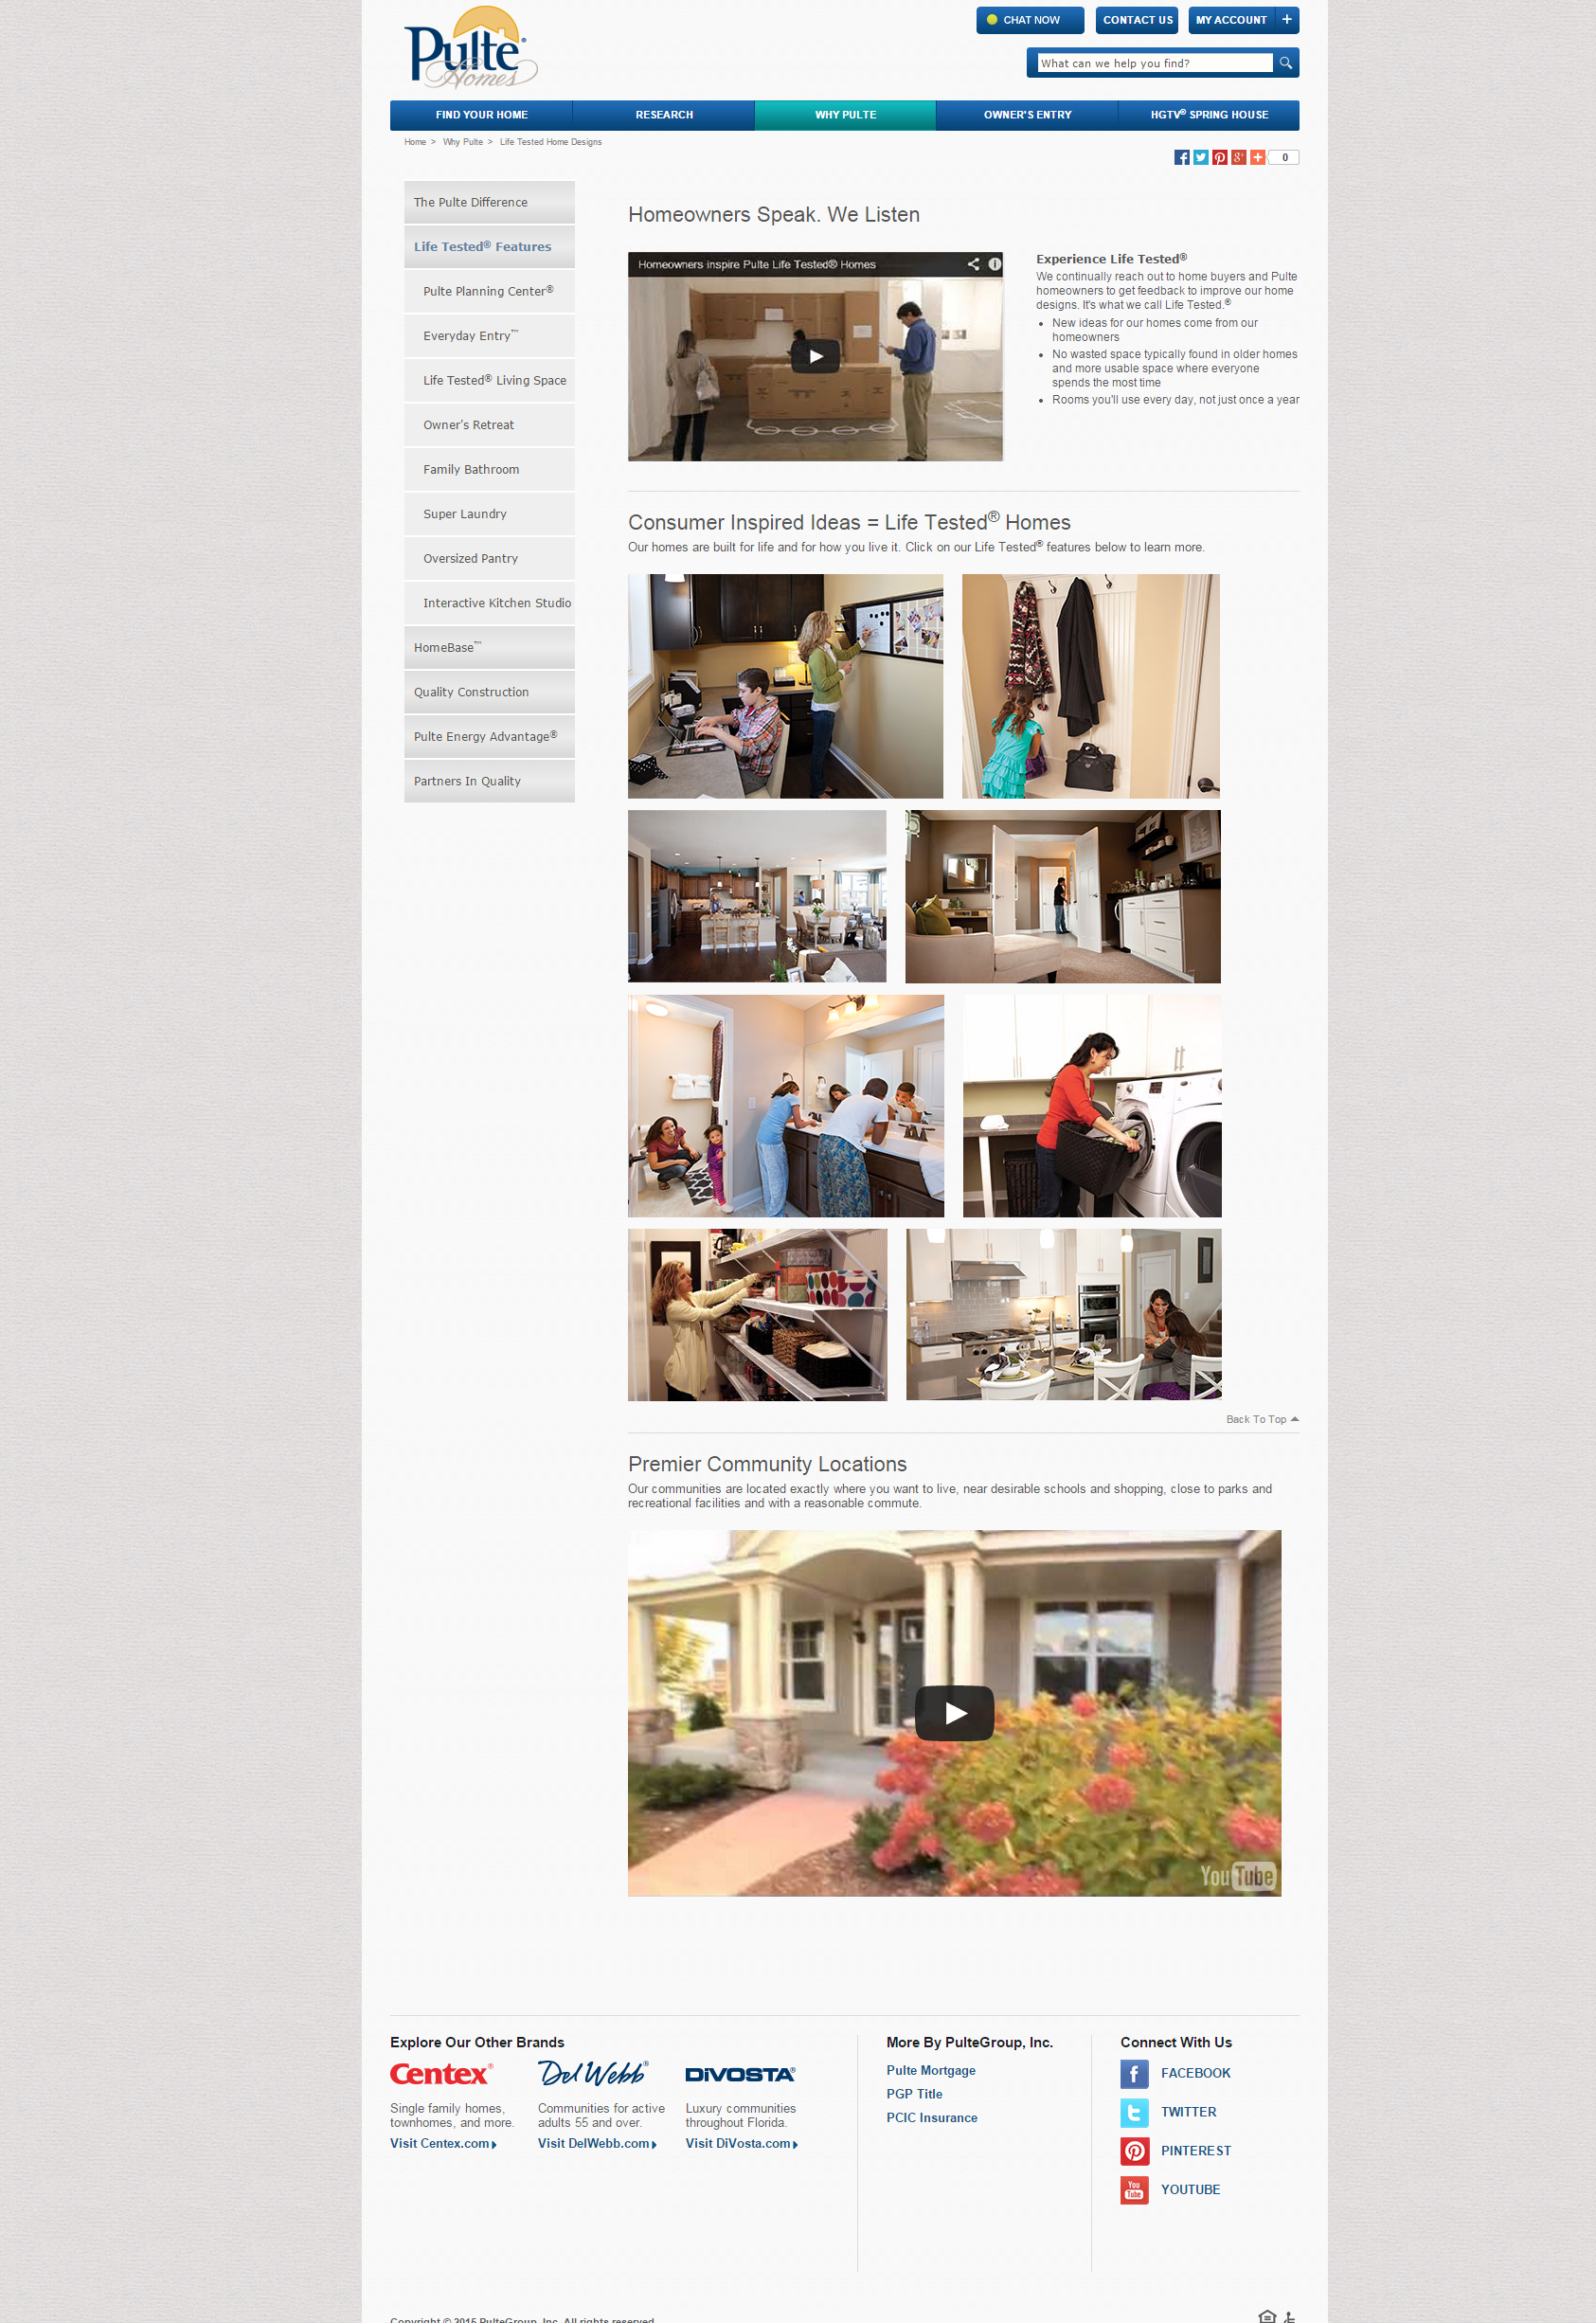 Pulte®
Homes
CHAT NOW
CONTACT US
MY ACCOUNT +
What can we help you find?
FIND YOUR HOME
RESEARCH
WHY PULTE
OWNER'S ENTRY
HGTV® SPRING HOUSE
Home > Why Pulte > Life Tested Home Designs
0
The Pulte Difference
Life Tested® Features
Pulte Planning Center®
Everyday Entry™
Life Tested® Living Space
Owner's Retreat
Family Bathroom
Super Laundry
Oversized Pantry
Interactive Kitchen Studio
HomeBase™
Quality Construction
Pulte Energy Advantage®
Partners In Quality
Homeowners Speak. We Listen
Homeowners inspire Pulte Life Tested® Homes
Experience Life Tested®
We continually reach out to home buyers and Pulte
homeowners to get feedback to improve our home
designs. It's what we call Life Tested.®
• New ideas for our homes come from our
homeowners
• No wasted space typically found in older homes
and more usable space where everyone
spends the most time
• Rooms you'll use every day, not just once a year
Consumer Inspired Ideas = Life Tested® Homes
Our homes are built for life and for how you live it. Click on our Life Tested® features below to learn more.
Back To Top
Premier Community Locations
Our communities are located exactly where you want to live, near desirable schools and shopping, close to parks and
recreational facilities and with a reasonable commute.
YouTube
Explore Our Other Brands
Centex®
Single family homes,
townhomes, and more.
Visit Centex.com
Del Webb®
Communities for active
adults 55 and over.
Visit DelWebb.com
DIVOSTA®
Luxury communities
throughout Florida.
Visit DiVosta.com
More By PulteGroup, Inc.
Pulte Mortgage
PGP Title
PCIC Insurance
Connect With Us
FACEBOOK
TWITTER
PINTEREST
You Tube
YOUTUBE
Copyright © 2015 PulteGroup, Inc. All rights reserved.